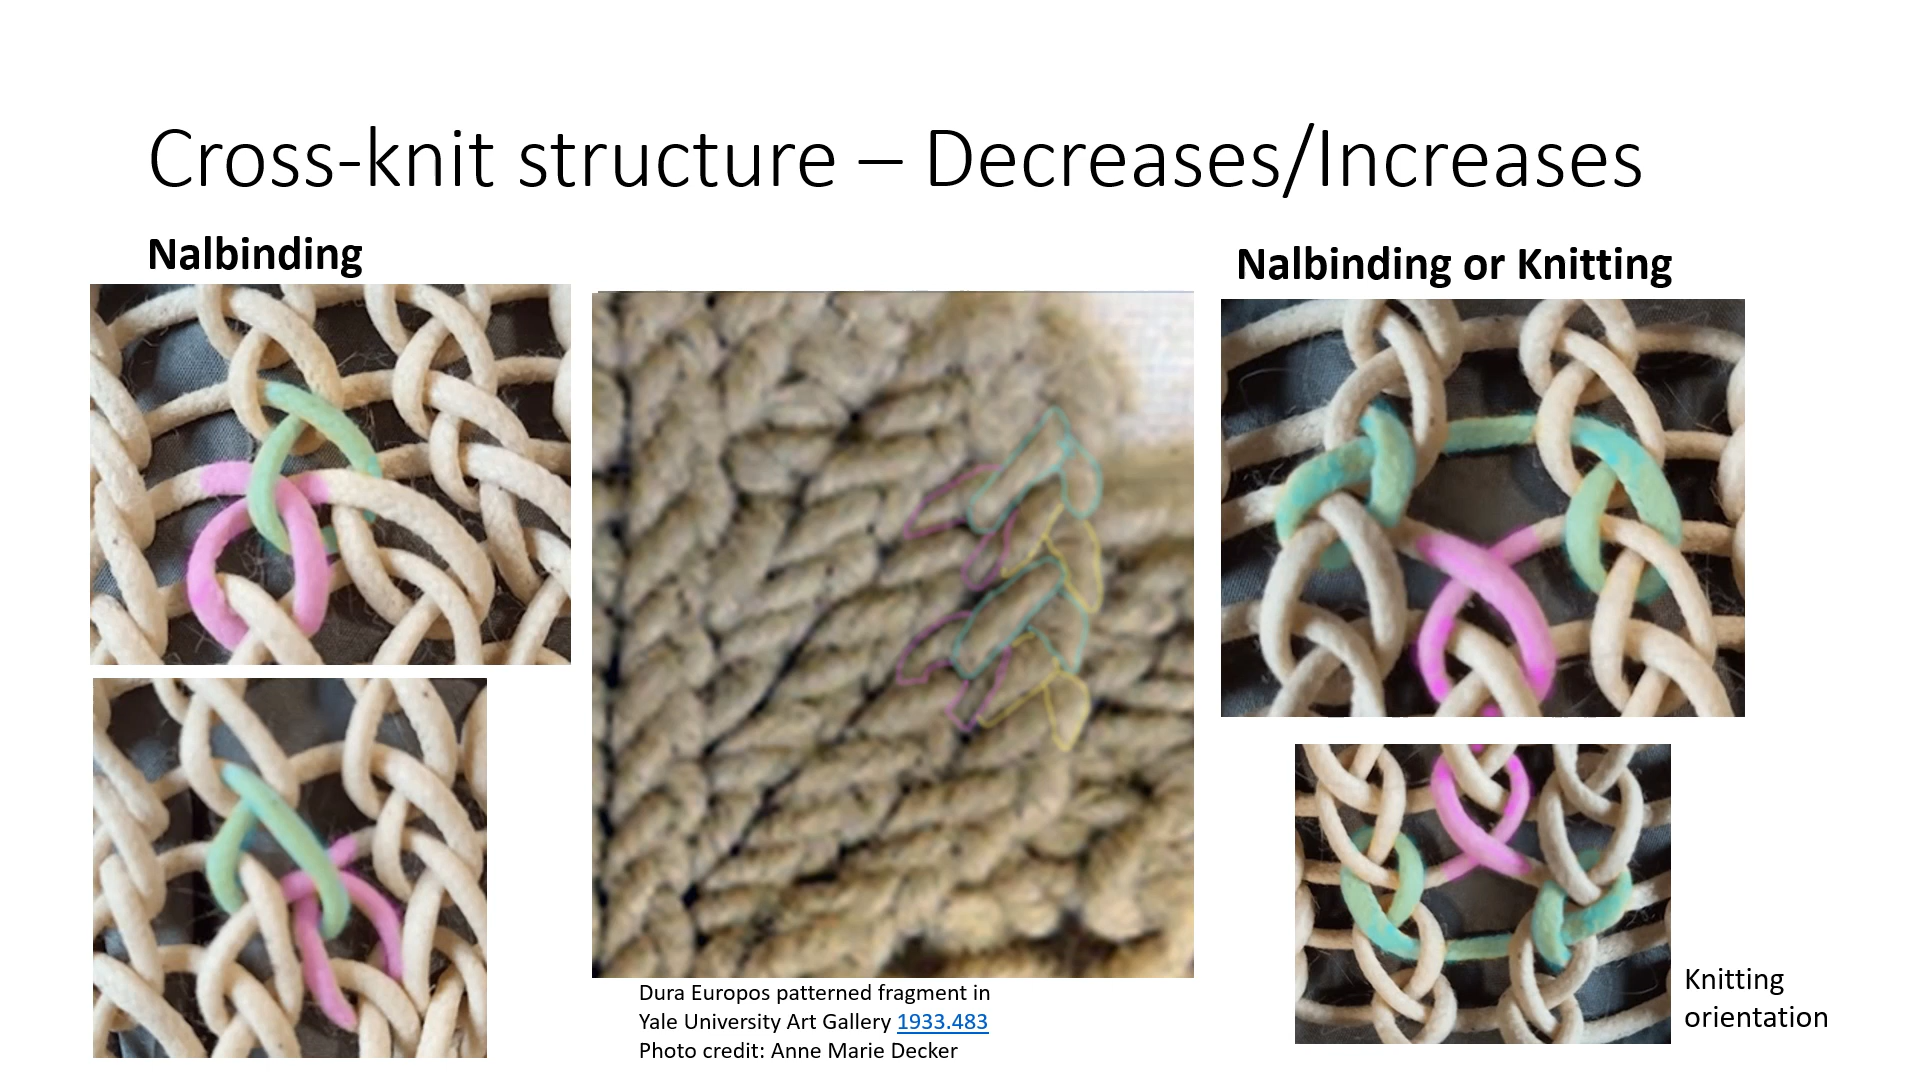 Cross-knit structure – Decreases/Increases
Nalbinding
Nalbinding or Knitting
Dura Europos patterned fragment in
Yale University Art Gallery 1933.483
Photo credit: Anne Marie Decker
Knitting
orientation